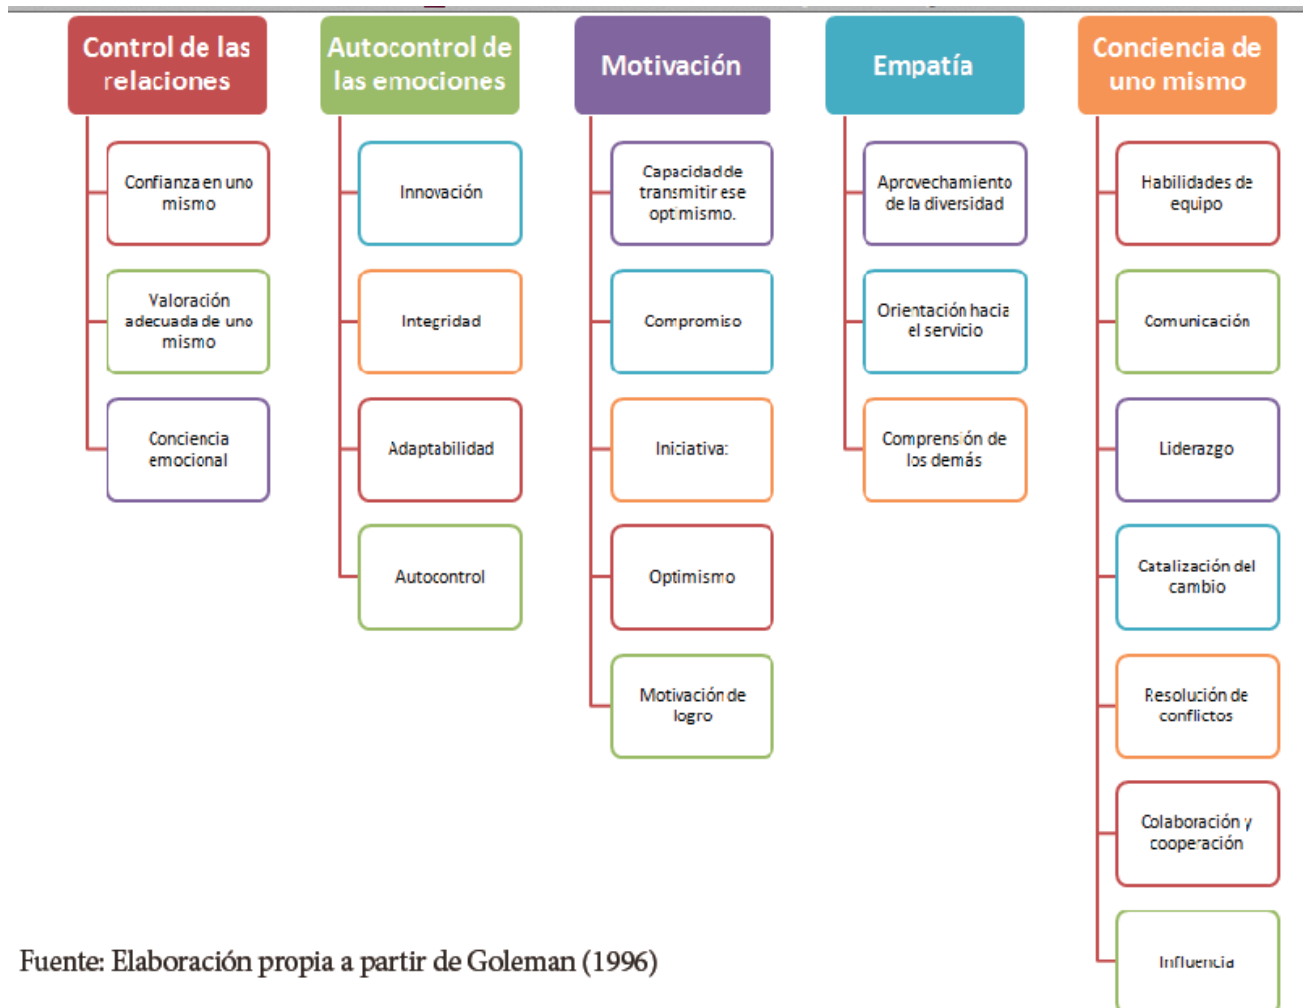 Control de las
relaciones
Confianza en uno
mismo
Valoración
adecuada de uno
mismo
Conciencia
emocional
Autocontrol de
las emociones
Innovación
Integridad
Adaptabilidad
Autocontrol
Motivación
Capacidad de
transmitir ese
optimismo.
Compromiso
Iniciativa:
Optimismo
Motivación de
logro
Empatía
Aprovechamiento
de la diversidad
Orientación hacia
el servicio
Comprensión de
los demás
Conciencia de
uno mismo
Habilidades de
equipo
Comunicación
Liderazgo
Catalización del
cambio
Resolución de
conflictos
Colaboración y
cooperación
Influencia
Fuente: Elaboración propia a partir de Goleman (1996)